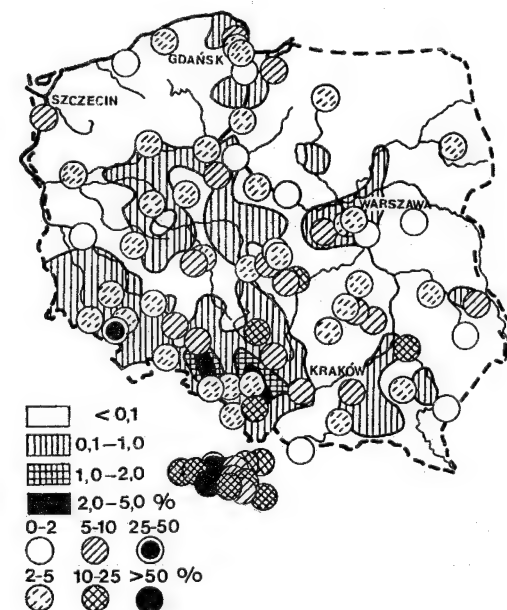 GDAŃSK
SZCZECIN
WARSZAWA
KRAKÓW
< 0,1
0,1–1,0
1,0–2,0
2,0–5,0 %
0-2 5-10 25-50
2-5 10-25 >50 %